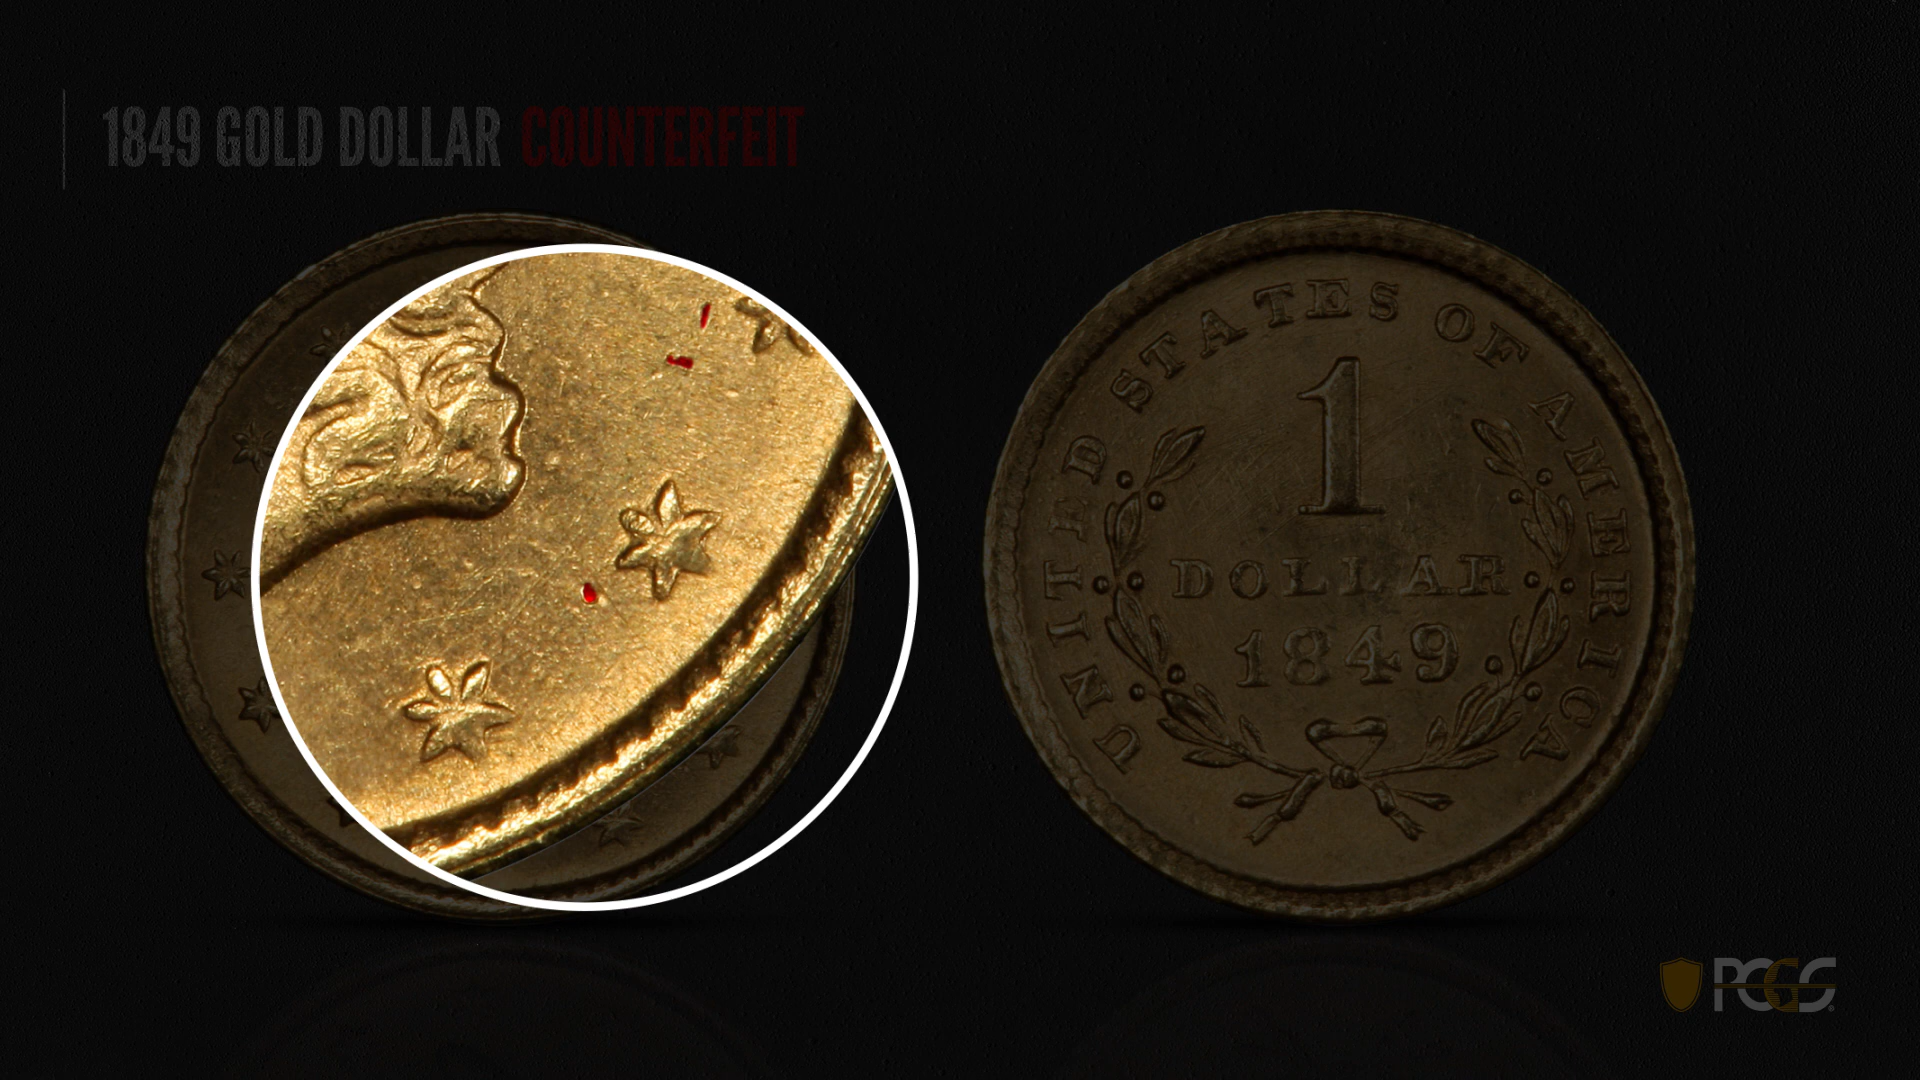 1849 GOLD DOLLAR COUNTERFEIT
UNITED STATES OF AMERICA
1
DOLLAR
1849
PCGS